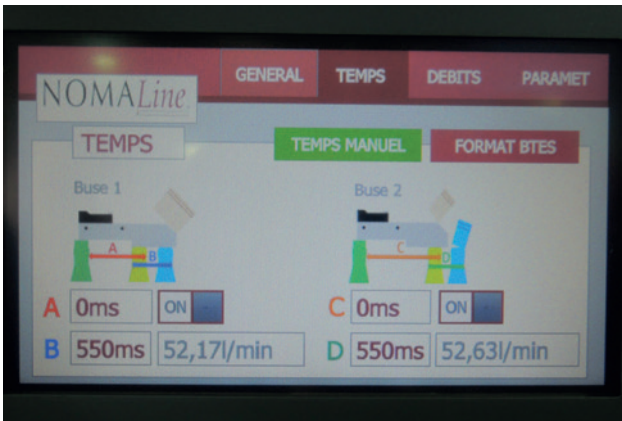 GENERAL TEMPS DEBITS PARAMET
NOMALine
TEMPS TEMPS MANUEL FORMAT BTES
Buse 1 Buse 2
A B C D
A 0ms ON C 0ms ON
B 550ms 52,17l/min D 550ms 52,63l/min